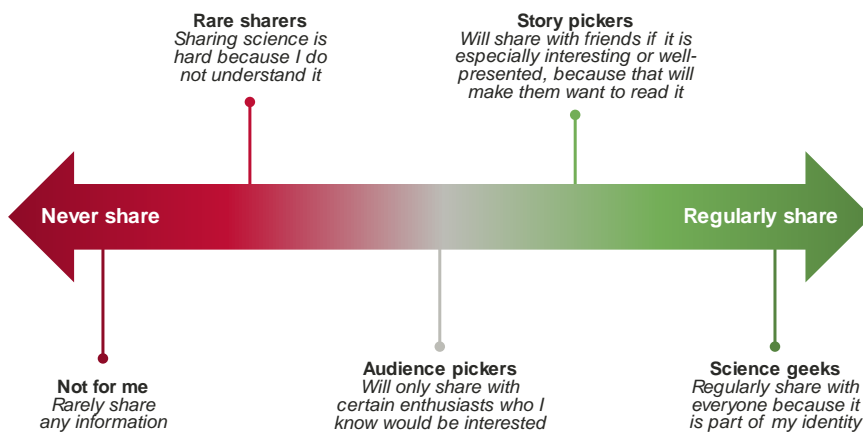 Rare sharers
Sharing science is
hard because I do
not understand it
Story pickers
Will share with friends if it is
especially interesting or well-
presented, because that will
make them want to read it
Never share
Regularly share
Not for me
Rarely share
any information
Audience pickers
Will only share with
certain enthusiasts who I
know would be interested
Science geeks
Regularly share with
everyone because it
is part of my identity